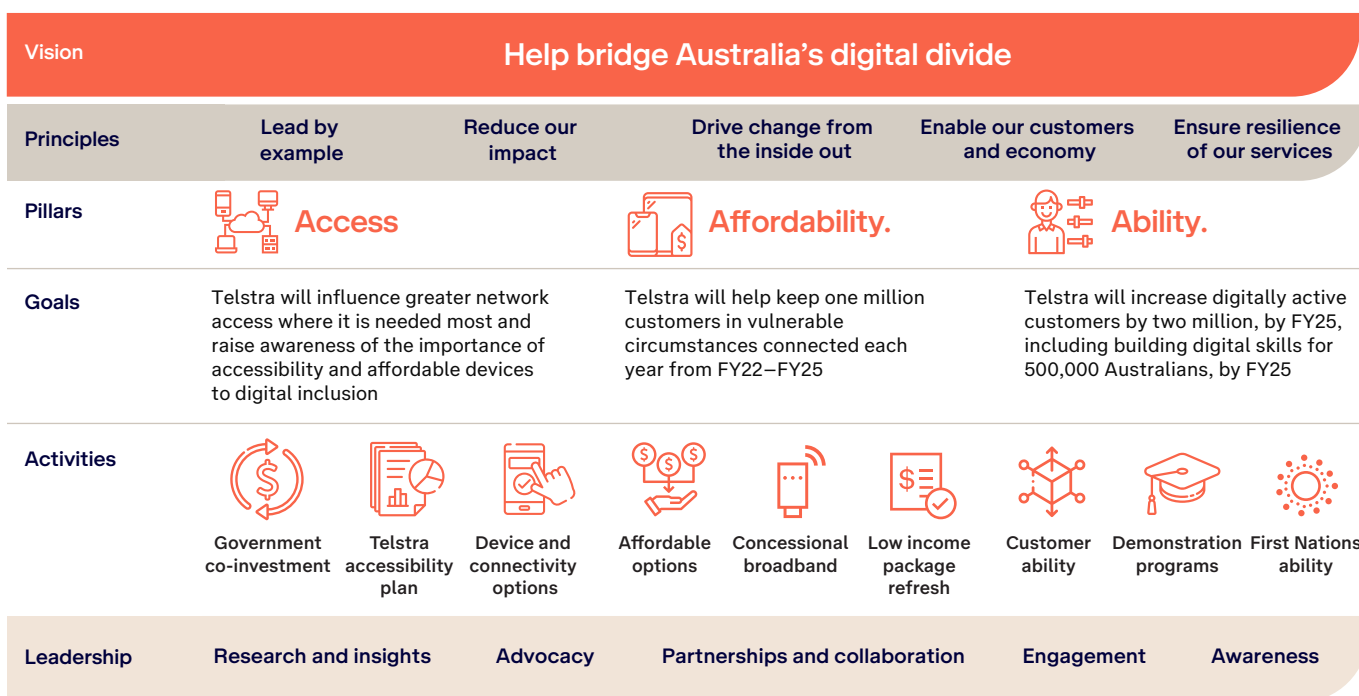 Vision
Help bridge Australia's digital divide
Principles
Lead by
example
Reduce our
impact
Drive change from
the inside out
Enable our customers
and economy
Ensure resilience
of our services
Pillars
Access
Affordability.
Ability.
Goals
Telstra will influence greater network
access where it is needed most and
raise awareness of the importance of
accessibility and affordable devices
to digital inclusion
Telstra will help keep one million
customers in vulnerable
circumstances connected each
year from FY22–FY25
Telstra will increase digitally active
customers by two million, by FY25,
including building digital skills for
500,000 Australians, by FY25
Activities
Government
co-investment
Telstra
accessibility
plan
Device and
connectivity
options
Affordable
options
Concessional
broadband
Low income
package
refresh
Customer
ability
Demonstration
programs
First Nations
ability
Leadership
Research and insights
Advocacy
Partnerships and collaboration
Engagement
Awareness